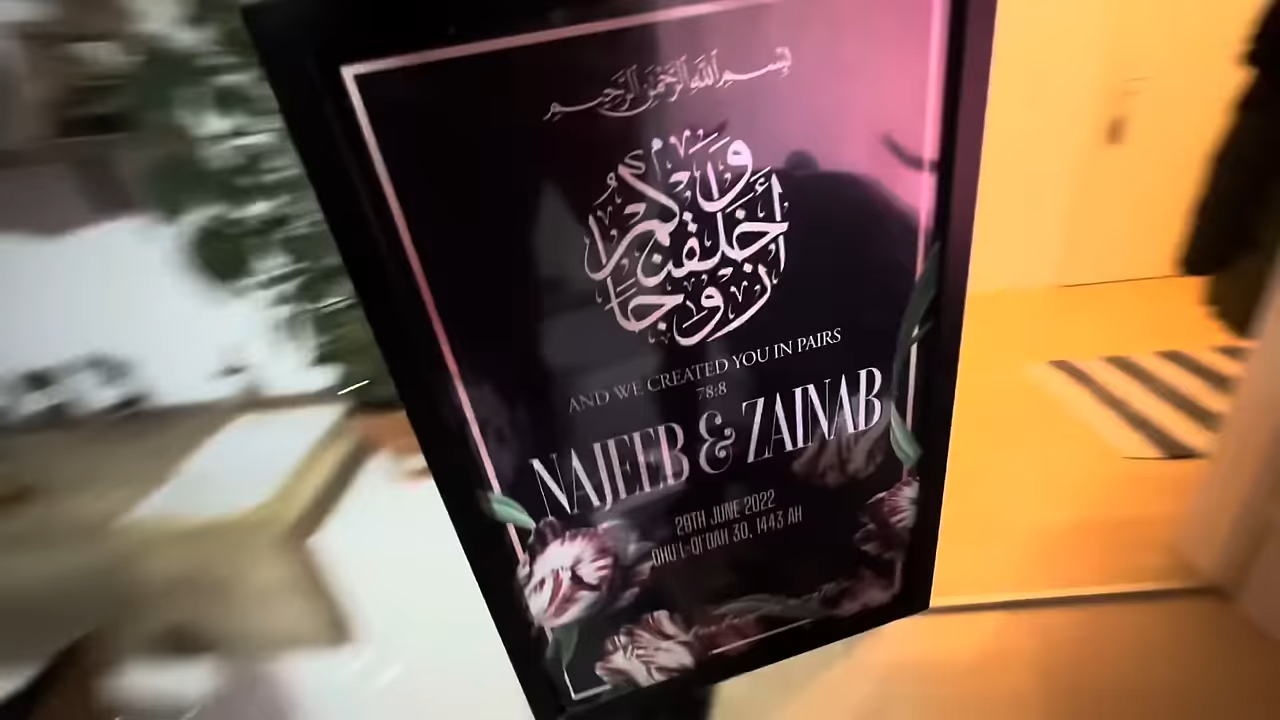 بسم الله الرحمن الرحيم
وخلقناكم أزواجا
AND WE CREATED YOU IN PAIRS
78:8
NAJEEB & ZAINAB
29TH JUNE 2022
DHU'L-QI'DAH 30, 1443 AH